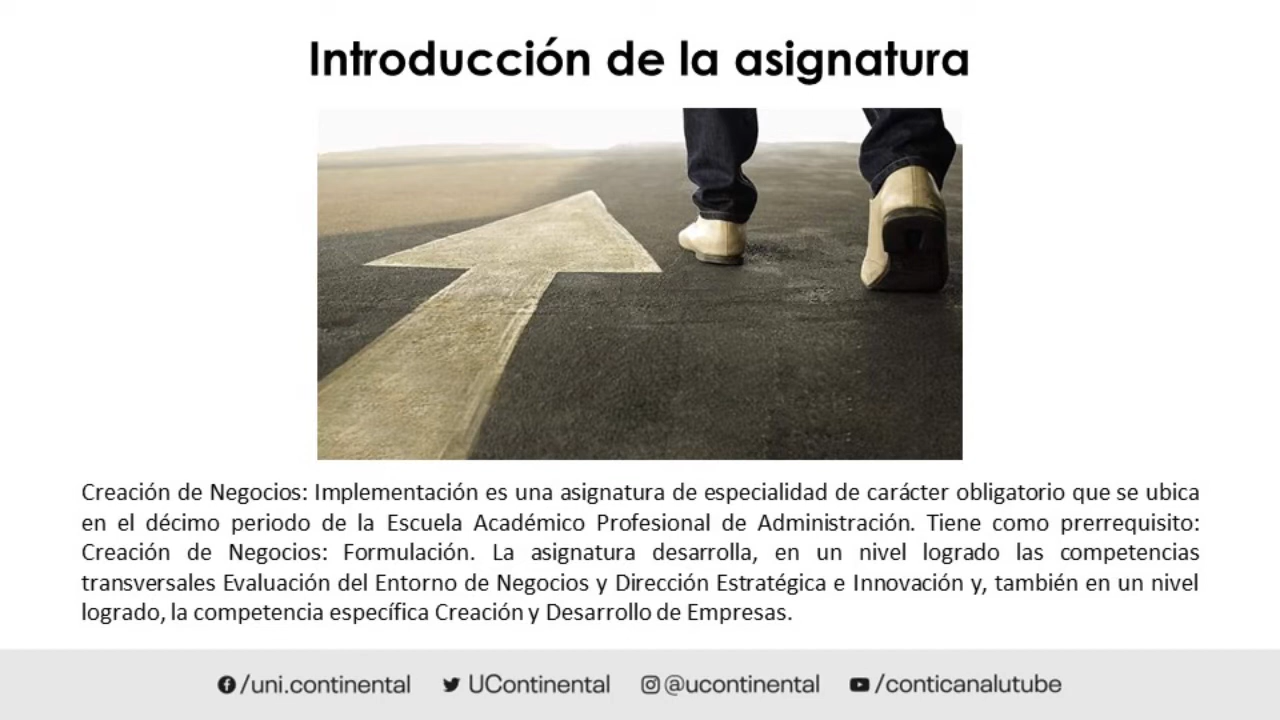 Introducción de la asignatura
Creación de Negocios: Implementación es una asignatura de especialidad de carácter obligatorio que se ubica
en el décimo periodo de la Escuela Académico Profesional de Administración. Tiene como prerrequisito:
Creación de Negocios: Formulación. La asignatura desarrolla, en un nivel logrado las competencias
transversales Evaluación del Entorno de Negocios y Dirección Estratégica e Innovación y, también en un nivel
logrado, la competencia específica Creación y Desarrollo de Empresas.
/uni.continental UContinental @ucontinental /conticanalutube